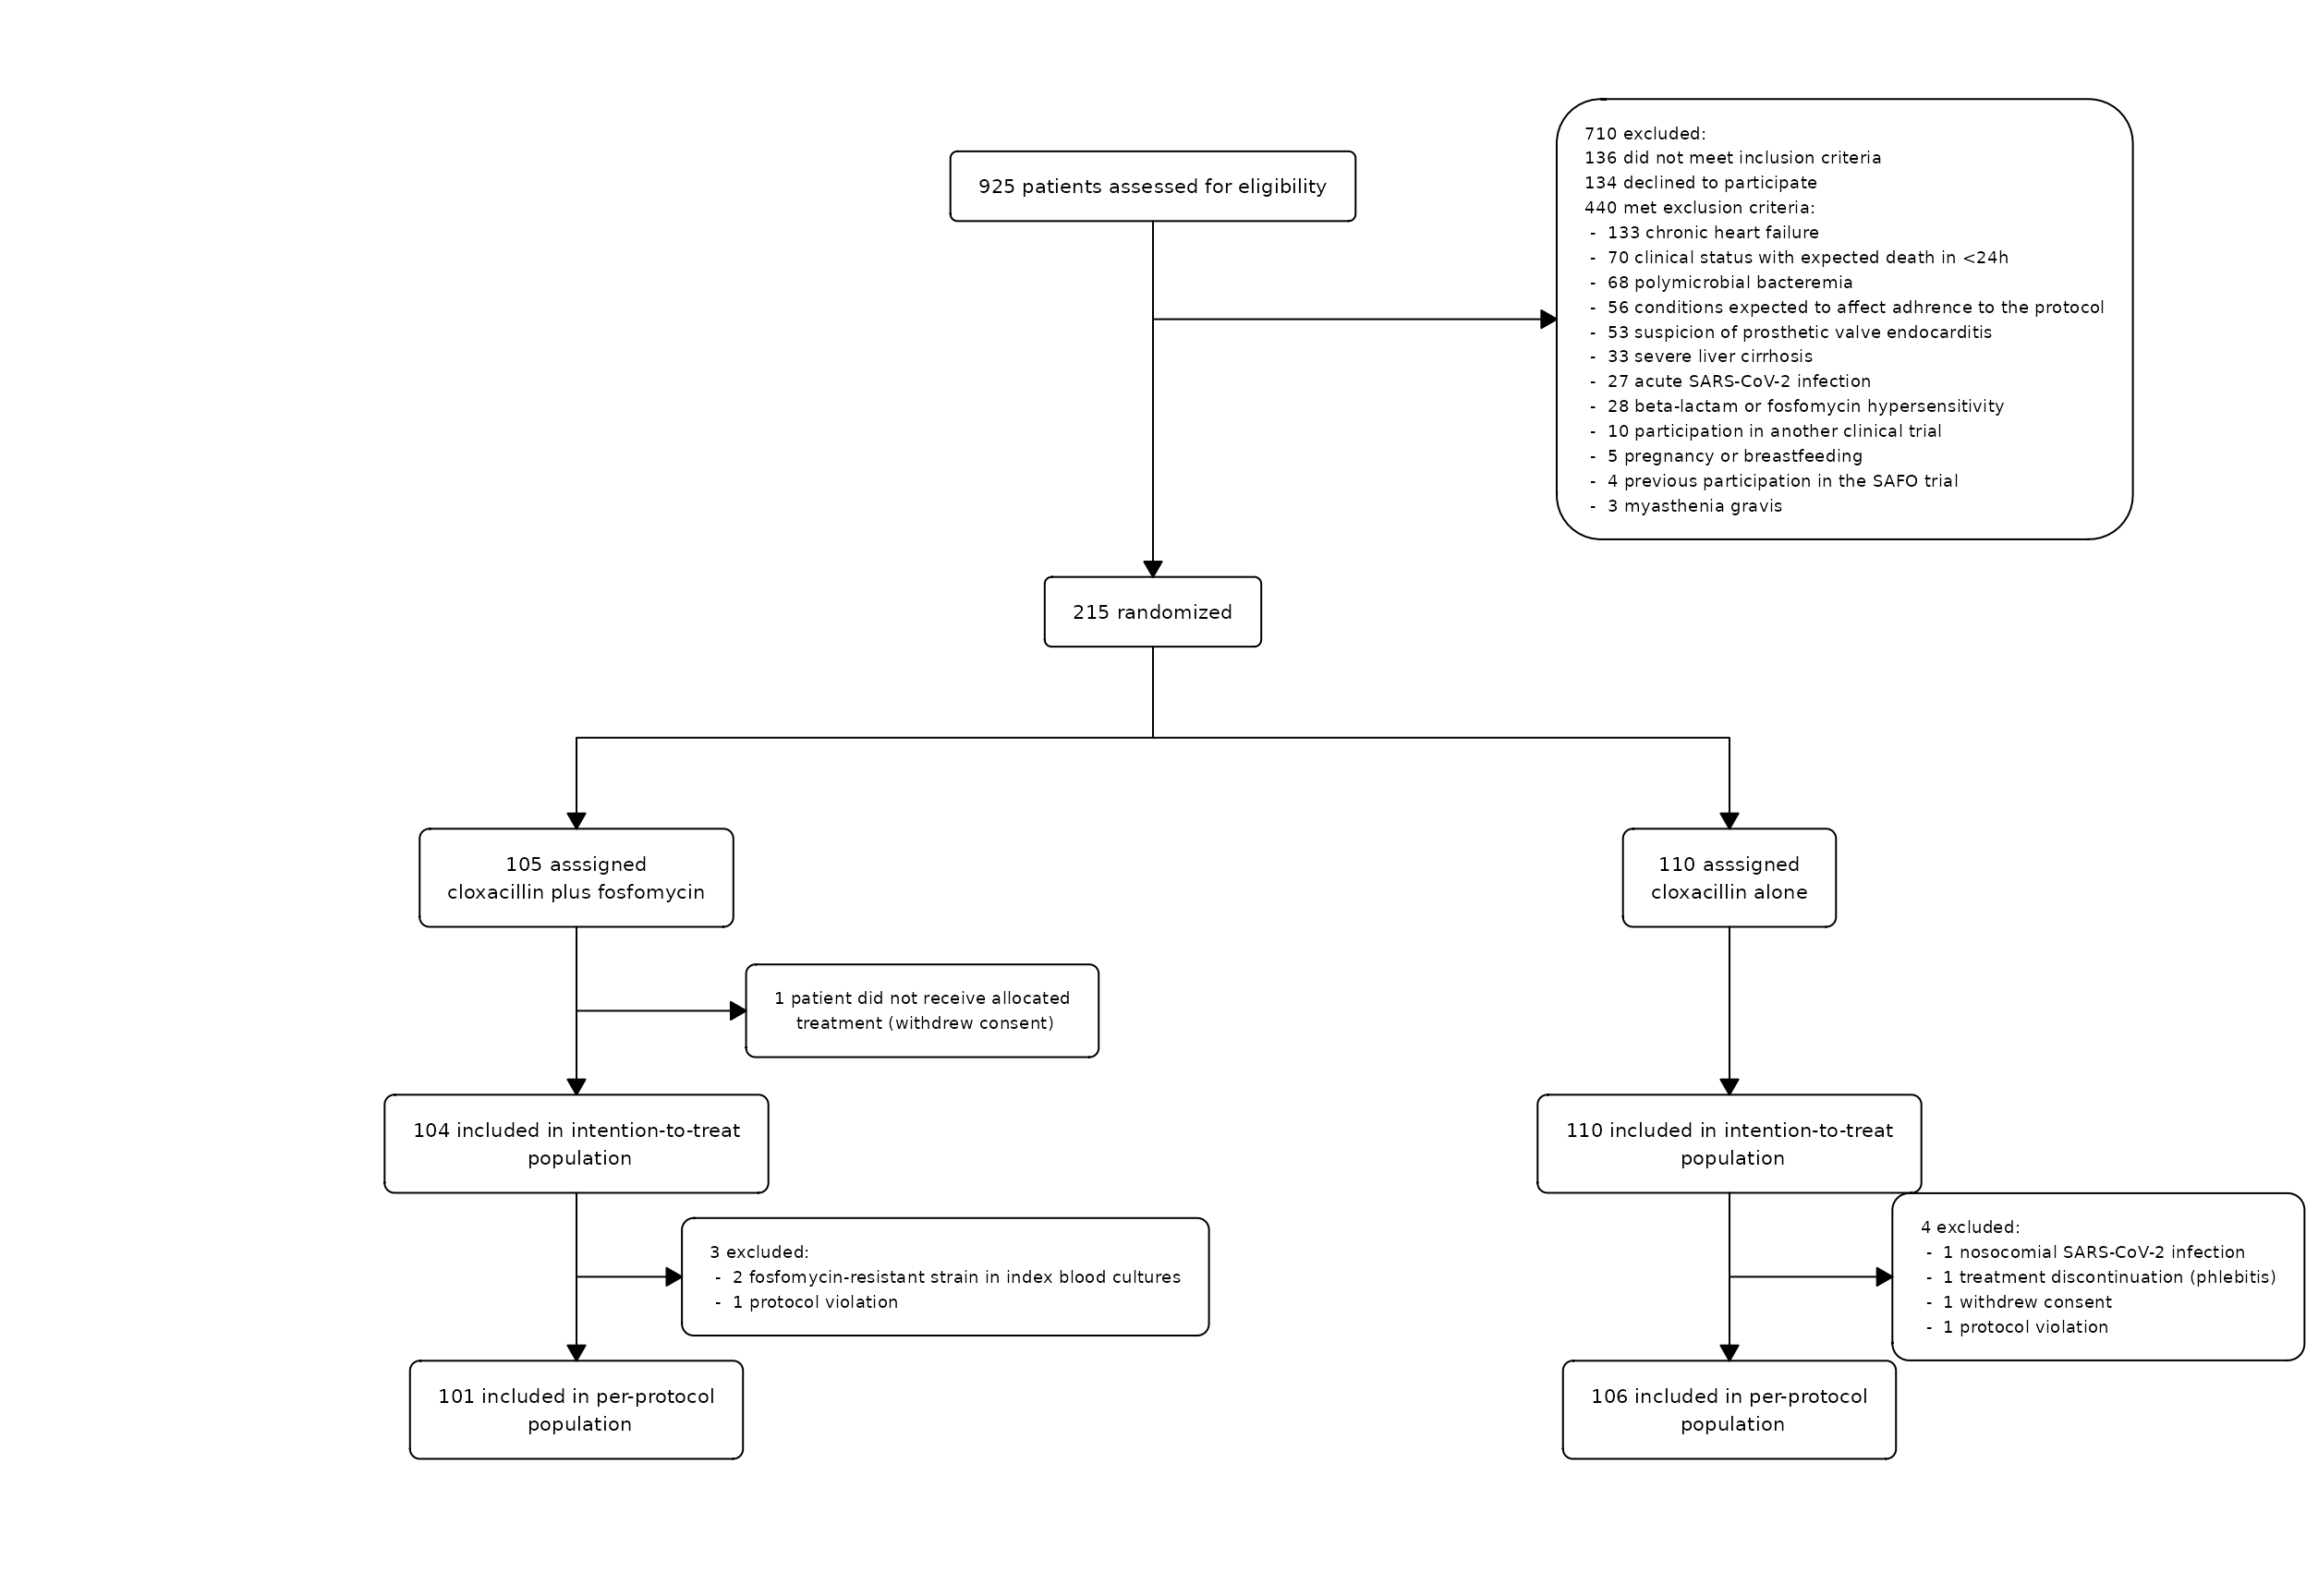 925 patients assessed for eligibility
710 excluded:
136 did not meet inclusion criteria
134 declined to participate
440 met exclusion criteria:
- 133 chronic heart failure
- 70 clinical status with expected death in <24h
- 68 polymicrobial bacteremia
- 56 conditions expected to affect adhrence to the protocol
- 53 suspicion of prosthetic valve endocarditis
- 33 severe liver cirrhosis
- 27 acute SARS-CoV-2 infection
- 28 beta-lactam or fosfomycin hypersensitivity
- 10 participation in another clinical trial
- 5 pregnancy or breastfeeding
- 4 previous participation in the SAFO trial
- 3 myasthenia gravis
215 randomized
105 asssigned
cloxacillin plus fosfomycin
110 asssigned
cloxacillin alone
1 patient did not receive allocated
treatment (withdrew consent)
104 included in intention-to-treat
population
110 included in intention-to-treat
population
3 excluded:
- 2 fosfomycin-resistant strain in index blood cultures
- 1 protocol violation
4 excluded:
- 1 nosocomial SARS-CoV-2 infection
- 1 treatment discontinuation (phlebitis)
- 1 withdrew consent
- 1 protocol violation
101 included in per-protocol
population
106 included in per-protocol
population